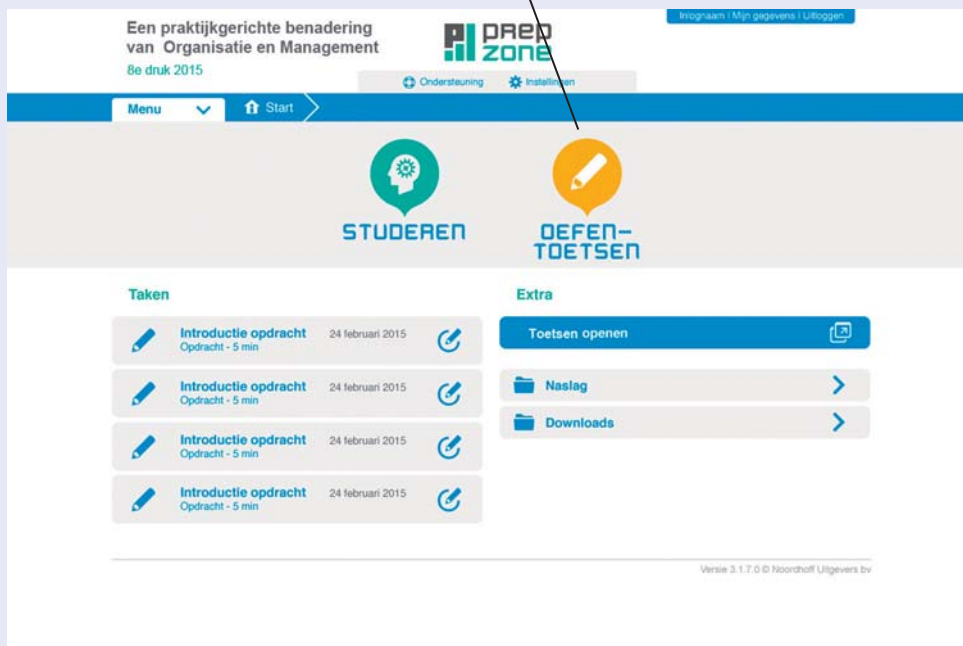 Een praktijkgerichte benadering
van Organisatie en Management
8e druk 2015
PREP
ZONE
Inlognaam | Mijn gegevens | Uitloggen
Ondersteuning
Instellingen
Menu
Start
STUDEREN
OEFEN-
TOETSEN
Taken
Introductie opdracht 24 februari 2015
Opdracht - 5 min
Introductie opdracht 24 februari 2015
Opdracht - 5 min
Introductie opdracht 24 februari 2015
Opdracht - 5 min
Introductie opdracht 24 februari 2015
Opdracht - 5 min
Extra
Toetsen openen
Naslag
Downloads
Versie 3.1.7.0 © Noordhoff Uitgevers bv